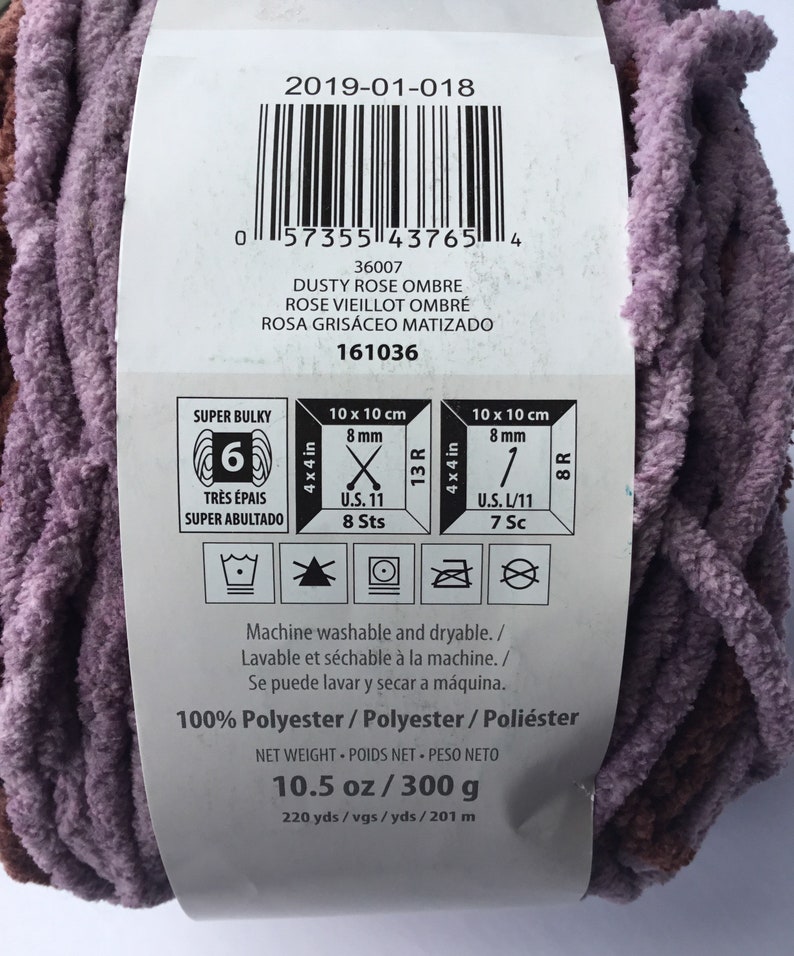 2019-01-018
0 57355 43765 4
36007
DUSTY ROSE OMBRE
ROSE VIEILLOT OMBRÉ
ROSA GRISÁCEO MATIZADO
161036
SUPER BULKY
6
TRÈS ÉPAIS
SUPER ABULTADO
10 x 10 cm
4 x 4 in
8 mm
13 R
U.S. 11
8 Sts
10 x 10 cm
4 x 4 in
8 mm
8 R
U.S. L/11
7 Sc
Machine washable and dryable. /
Lavable et séchable à la machine. /
Se puede lavar y secar a máquina.
100% Polyester / Polyester / Poliéster
NET WEIGHT • POIDS NET • PESO NETO
10.5 oz / 300 g
220 yds / vgs / yds / 201 m